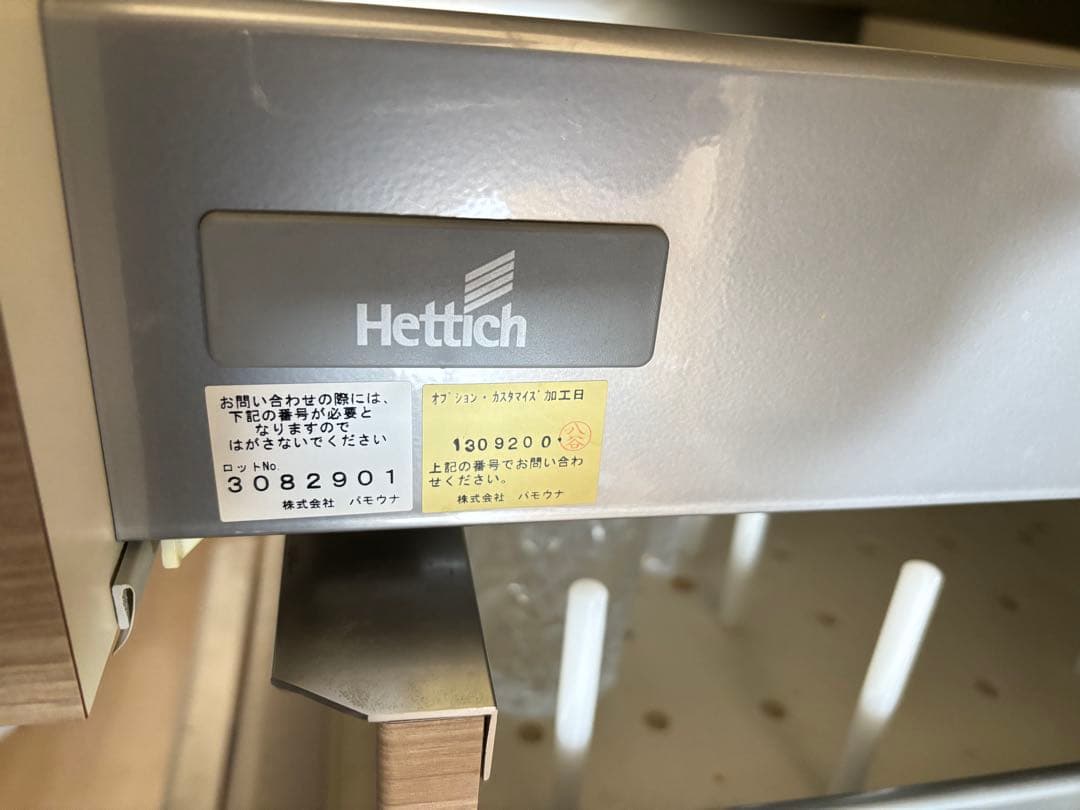 Hettich
お問い合わせの際には、
下記の番号が必要と
なりますので
はがさないでください
ロットNo.
3082901
株式会社 パモウナ
オプション・カスタマイズ加工日
1309200
八谷
上記の番号でお問い合わ
せください。
株式会社 パモウナ